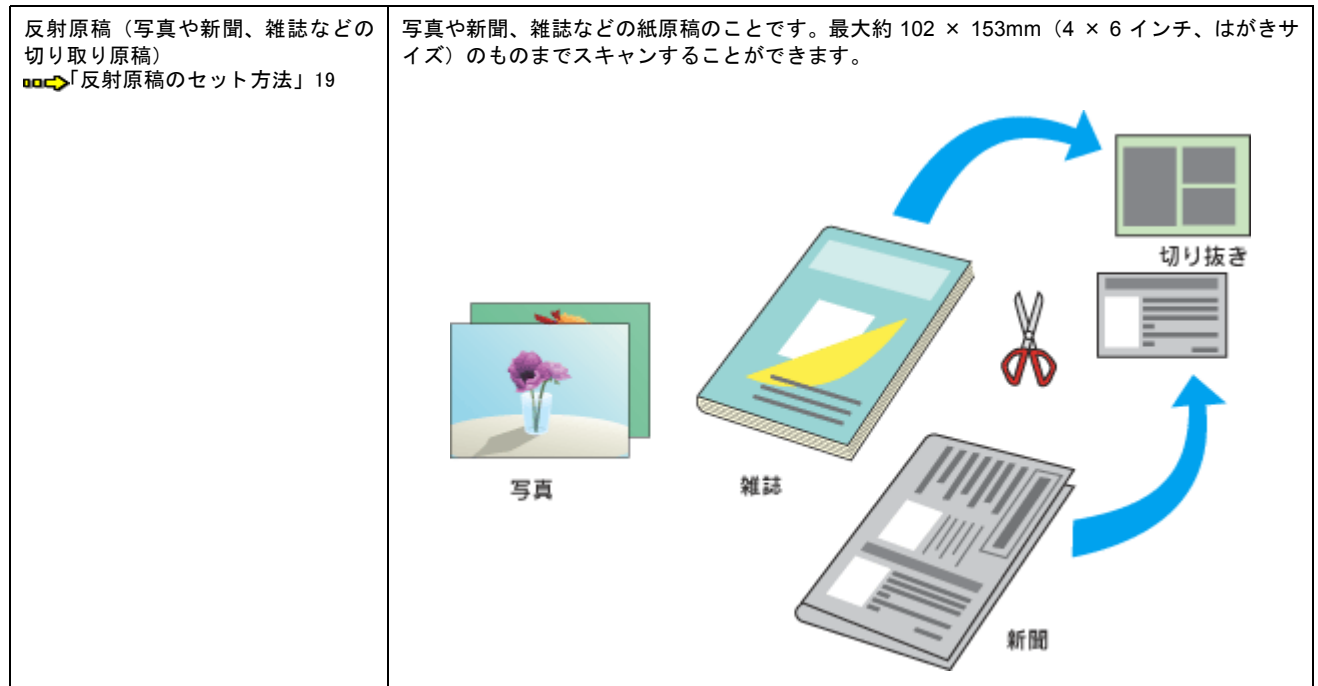 反射原稿（写真や新聞、雑誌などの
切り取り原稿）
「反射原稿のセット方法」19
写真や新聞、雑誌などの紙原稿のことです。最大約 102 × 153mm（4 × 6 インチ、はがきサ
イズ）のものまでスキャンすることができます。
切り抜き
写真
雑誌
新聞